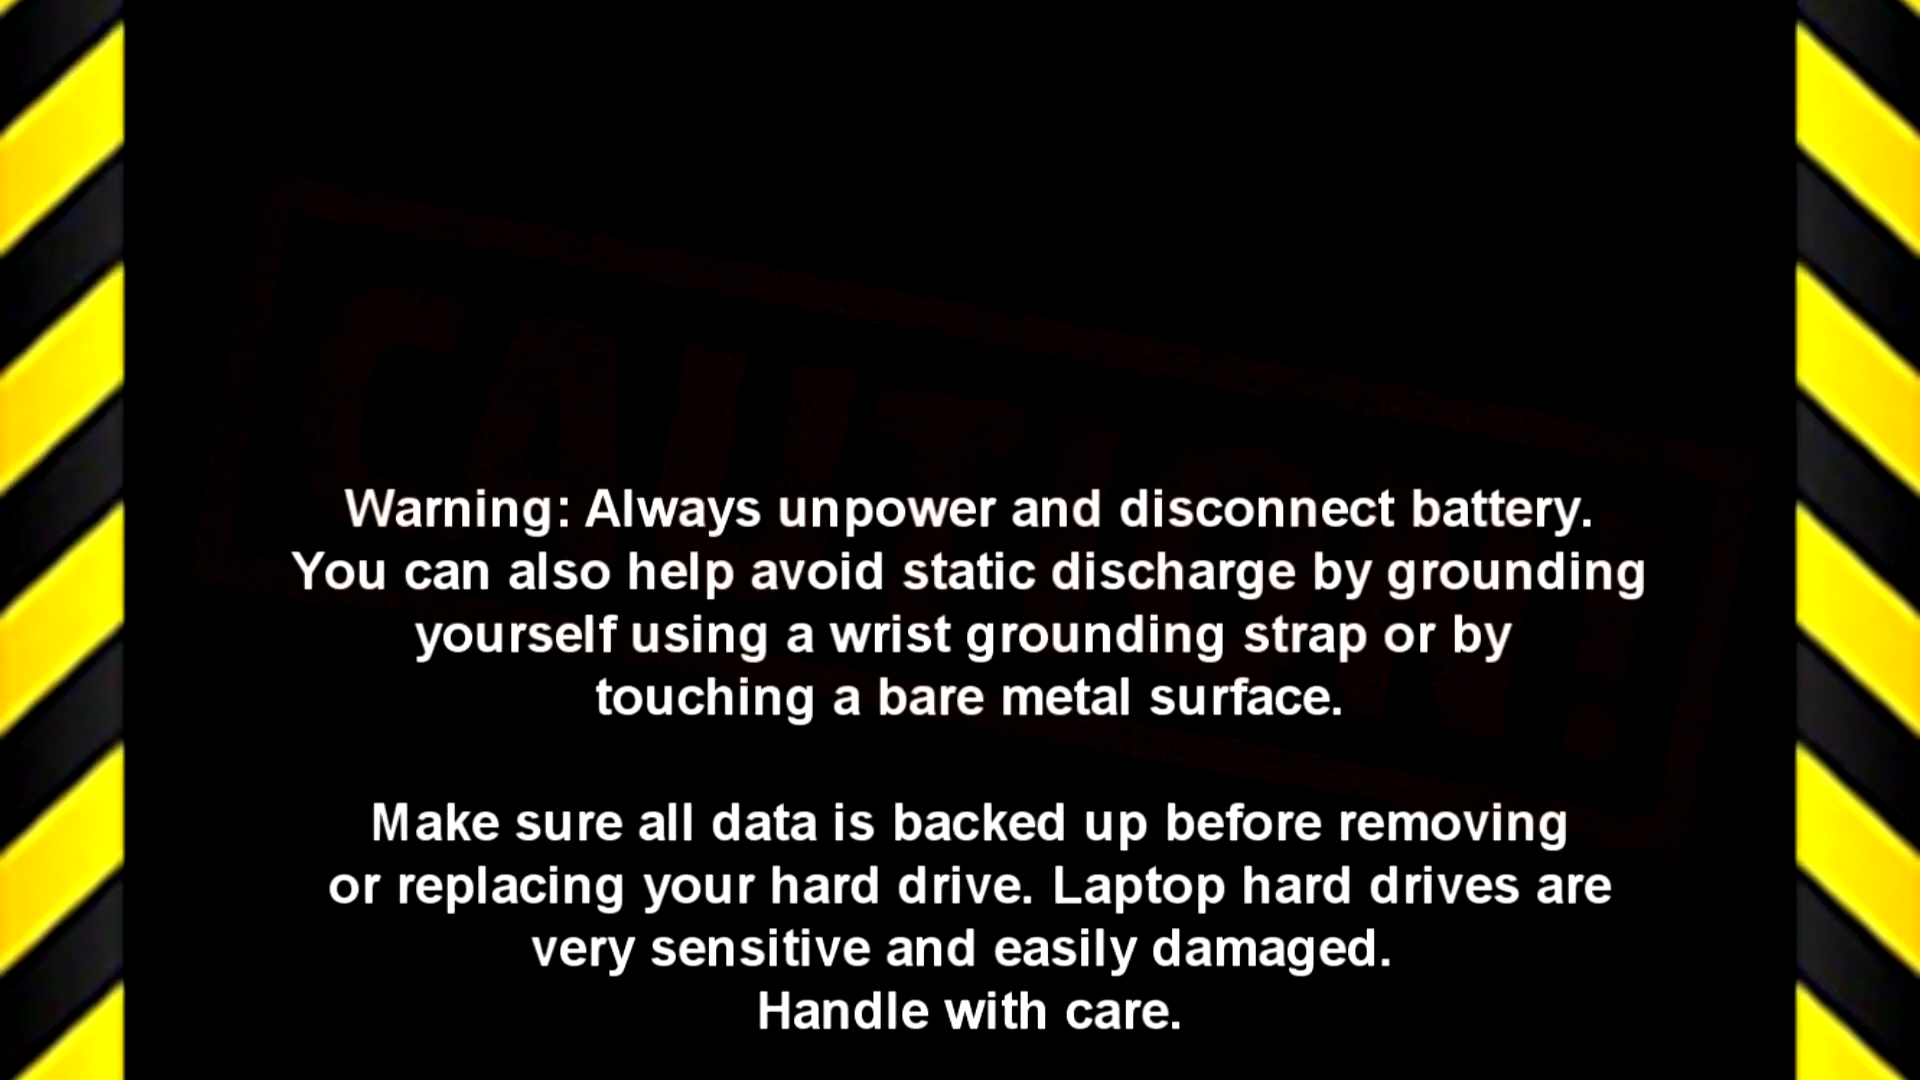 CAUTION!
Warning: Always unpower and disconnect battery.
You can also help avoid static discharge by grounding
yourself using a wrist grounding strap or by
touching a bare metal surface.
Make sure all data is backed up before removing
or replacing your hard drive. Laptop hard drives are
very sensitive and easily damaged.
Handle with care.